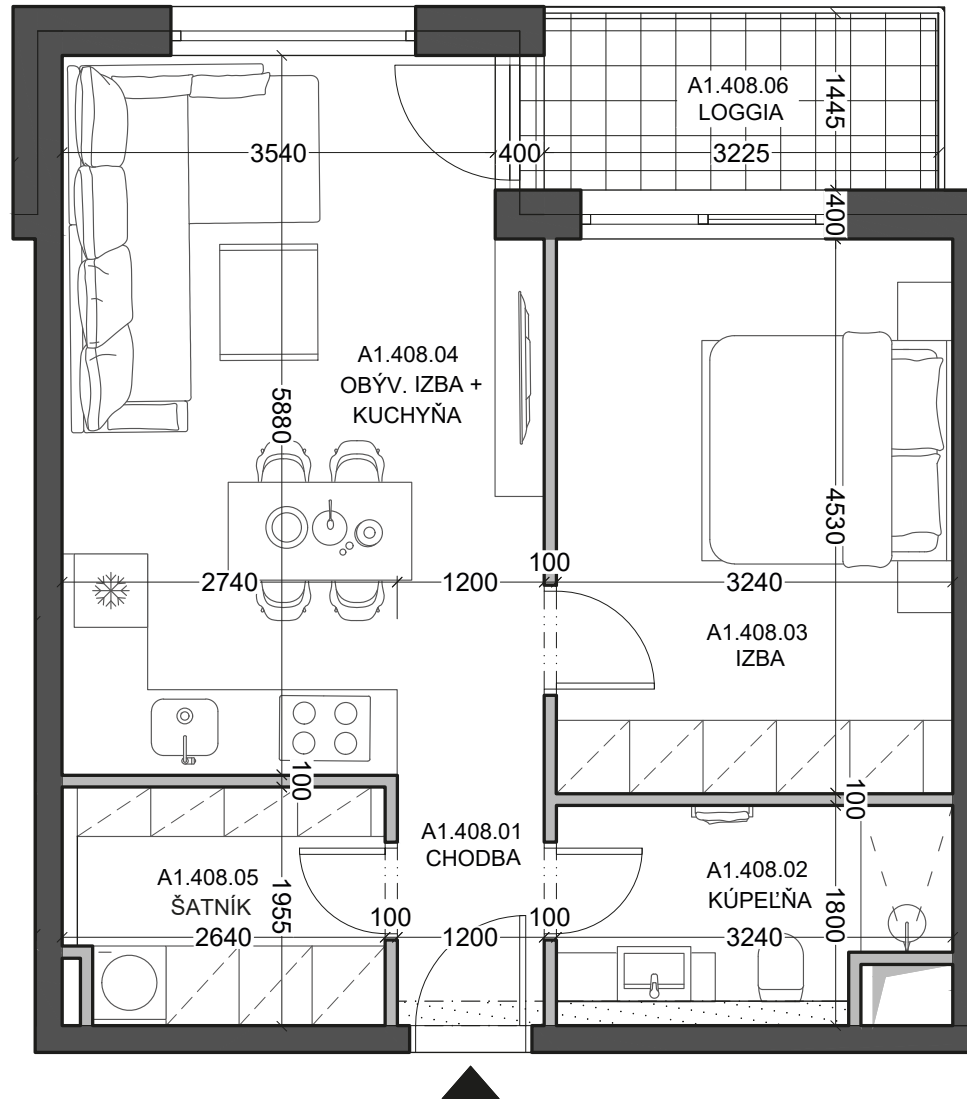 A1.408.06
LOGGIA
1445
3540
400
3225
400
A1.408.04
OBÝV. IZBA +
KUCHYŇA
5880
4530
100
2740
1200
3240
A1.408.03
IZBA
100
100
A1.408.01
CHODBA
A1.408.05
ŠATNÍK
A1.408.02
KÚPEĽŇA
1955
1800
100
100
2640
1200
3240